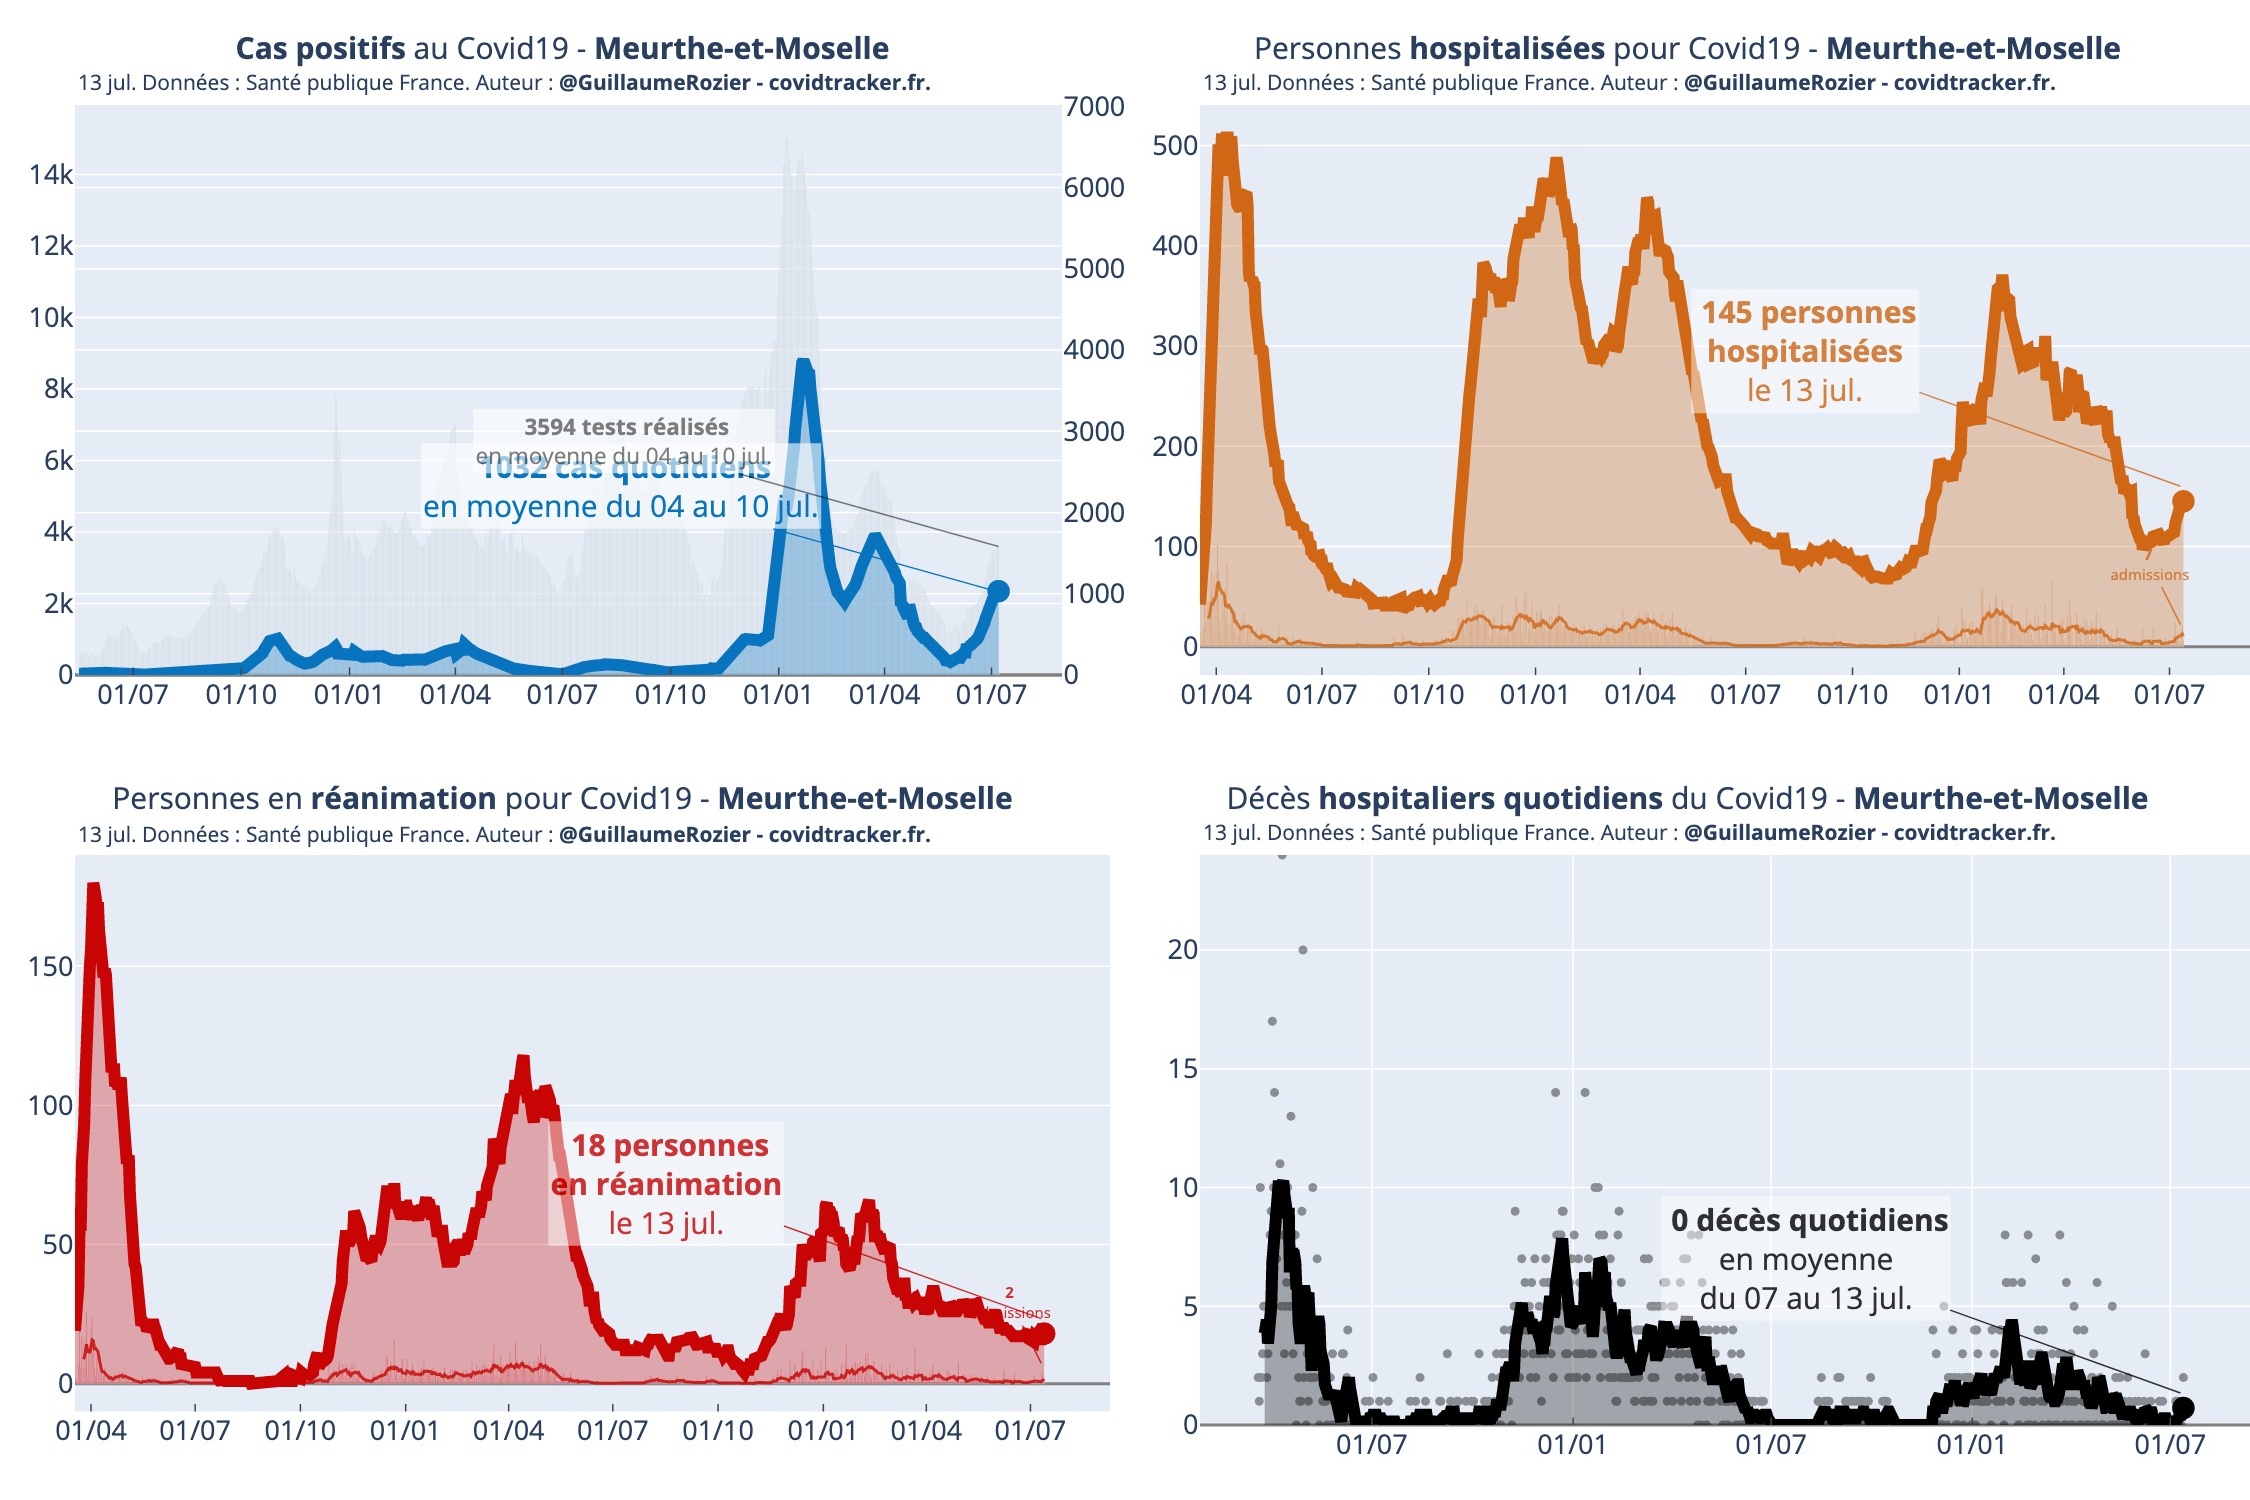 Cas positifs au Covid19 - Meurthe-et-Moselle
13 jul. Données : Santé publique France. Auteur : @GuillaumeRozier - covidtracker.fr.
7000
14k
6000
12k
5000
10k
4000
8k
3594 tests réalisés
3000
en moyenne du 04 au 10 jul.
6k
1032 cas quotidiens
en moyenne du 04 au 10 jul.
2000
4k
1000
2k
0
0
01/07 01/10 01/01 01/04 01/07 01/10 01/01 01/04 01/07
Personnes hospitalisées pour Covid19 - Meurthe-et-Moselle
13 jul. Données : Santé publique France. Auteur : @GuillaumeRozier - covidtracker.fr.
500
400
145 personnes
300
hospitalisées
le 13 jul.
200
100
admissions
0
01/04 01/07 01/10 01/01 01/04 01/07 01/10 01/01 01/04 01/07
Personnes en réanimation pour Covid19 - Meurthe-et-Moselle
13 jul. Données : Santé publique France. Auteur : @GuillaumeRozier - covidtracker.fr.
150
100
18 personnes
en réanimation
le 13 jul.
50
2
0
01/04 01/07 01/10 01/01 01/04 01/07 01/10 01/01 01/04 01/07
Décès hospitaliers quotidiens du Covid19 - Meurthe-et-Moselle
13 jul. Données : Santé publique France. Auteur : @GuillaumeRozier - covidtracker.fr.
20
15
10
0 décès quotidiens
en moyenne
du 07 au 13 jul.
5
0
01/07 01/01 01/07 01/01 01/07